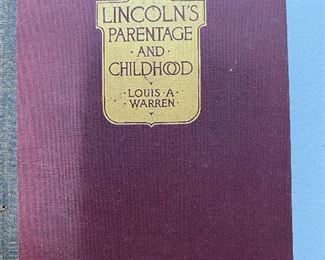 LINCOLN'S
PARENTAGE
• AND •
CHILDHOOD
• LOUIS • A •
WARREN